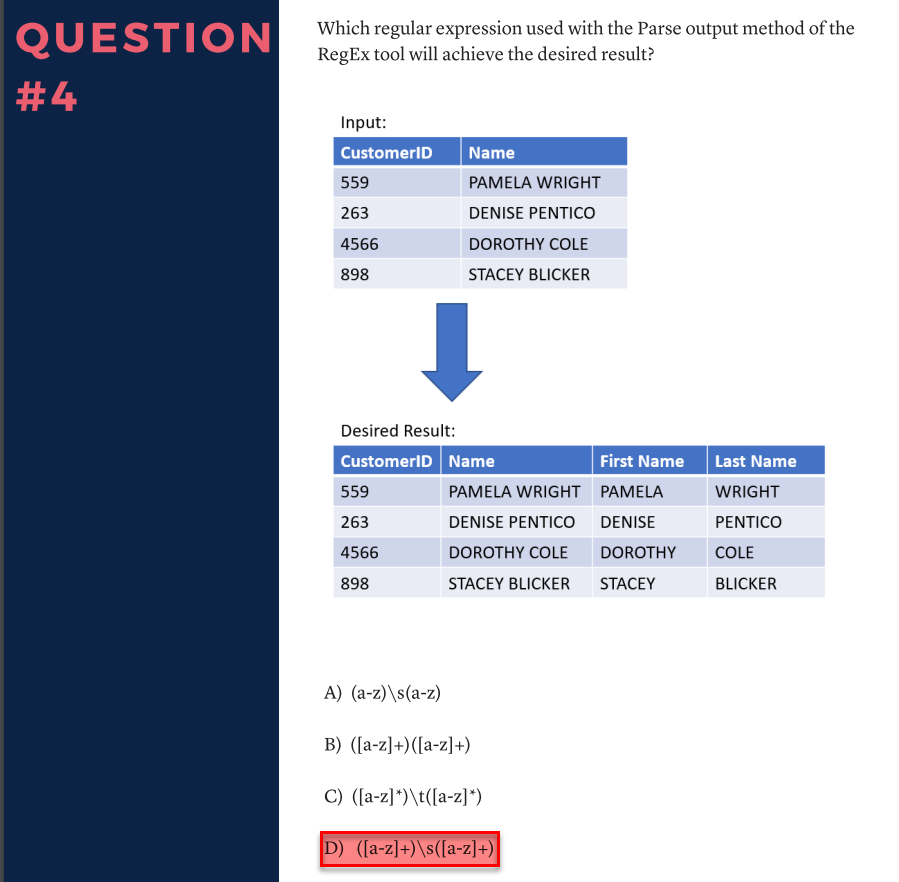 QUESTION
#4
Which regular expression used with the Parse output method of the
RegEx tool will achieve the desired result?
Input:
CustomerID Name
559 PAMELA WRIGHT
263 DENISE PENTICO
4566 DOROTHY COLE
898 STACEY BLICKER
Desired Result:
CustomerID Name First Name Last Name
559 PAMELA WRIGHT PAMELA WRIGHT
263 DENISE PENTICO DENISE PENTICO
4566 DOROTHY COLE DOROTHY COLE
898 STACEY BLICKER STACEY BLICKER
A) (a-z)\s(a-z)
B) ([a-z]+)([a-z]+)
C) ([a-z]*)\t([a-z]*)
D) ([a-z]+)\s([a-z]+)